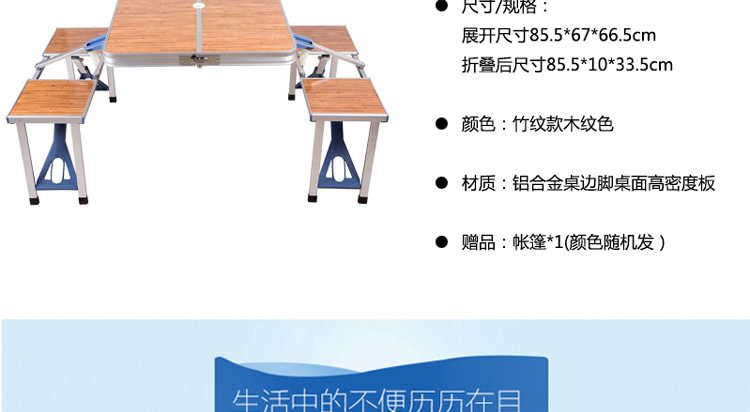 ● 尺寸/规格：
展开尺寸85.5*67*66.5cm
折叠后尺寸85.5*10*33.5cm
● 颜色：竹纹款木纹色
● 材质：铝合金桌边脚桌面高密度板
● 赠品：帐篷*1(颜色随机发）
生活中的不便历历在目